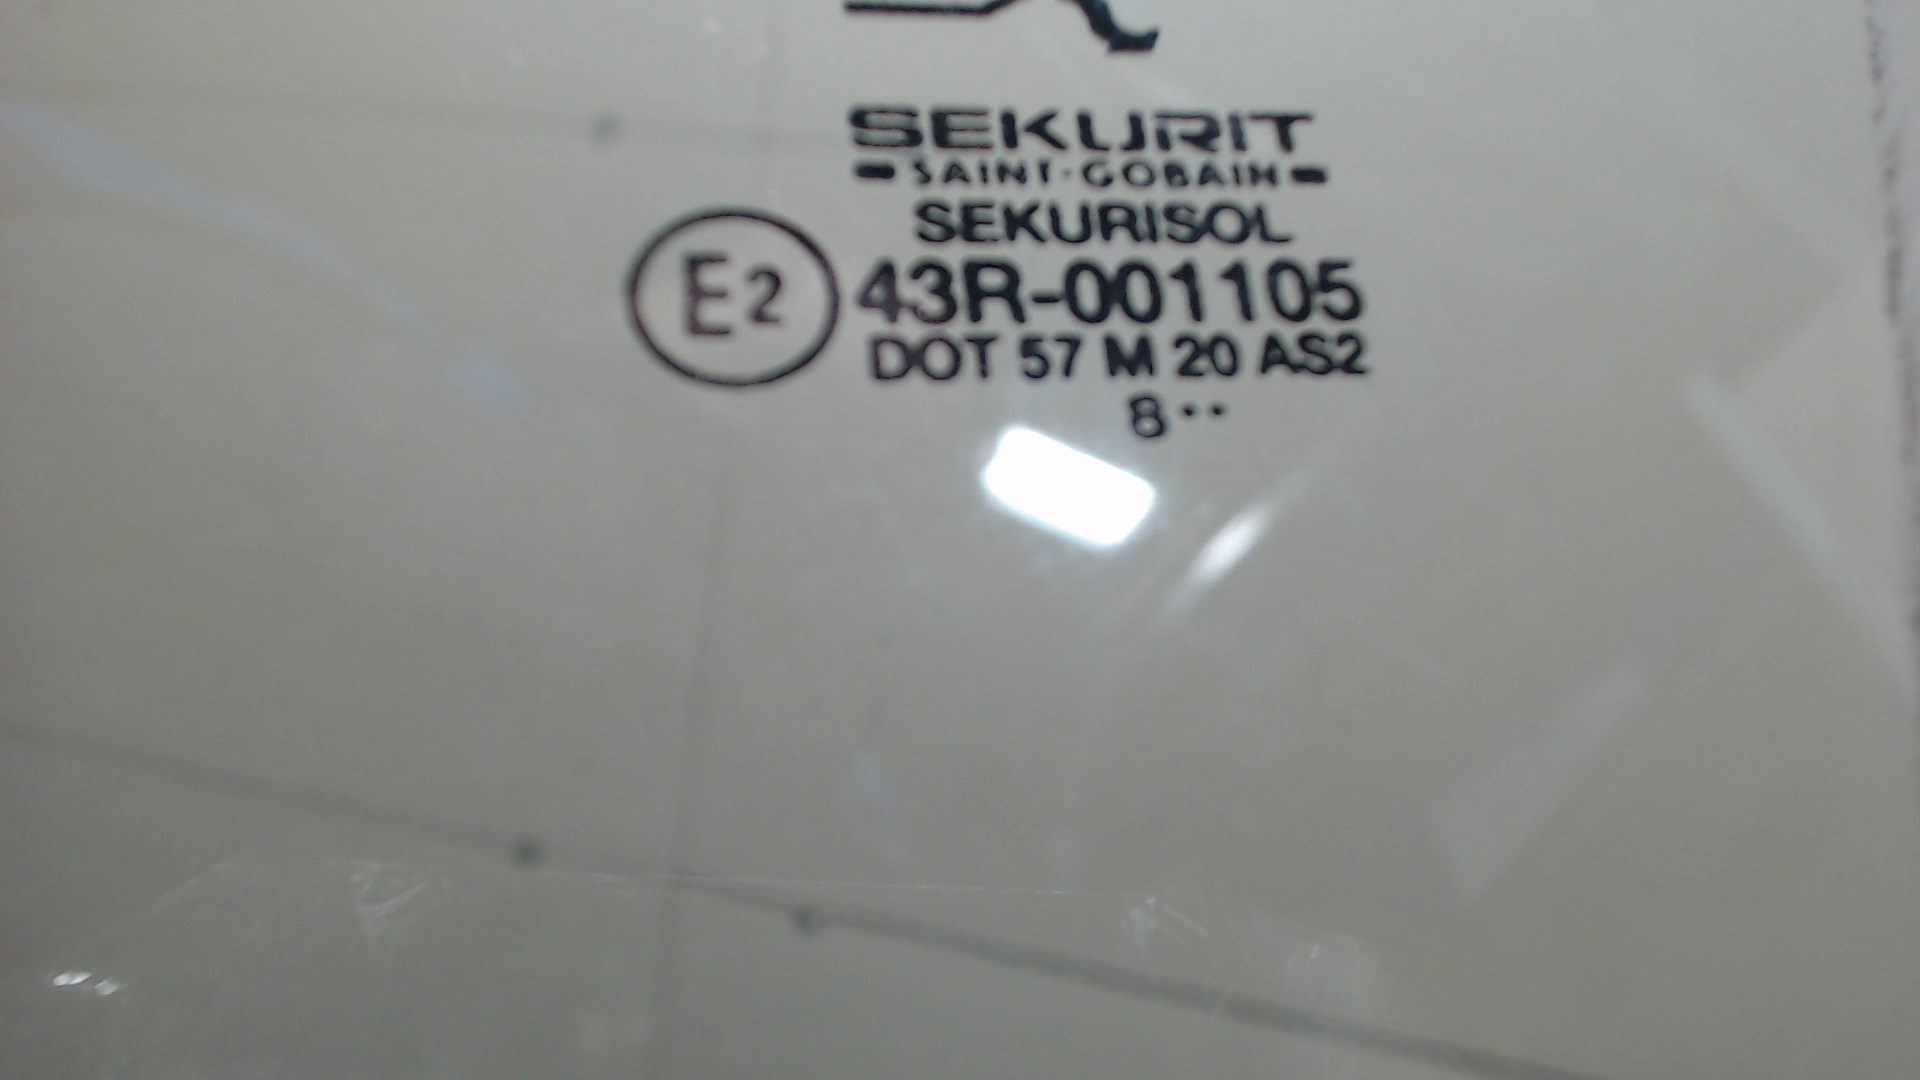 SEKURIT
SAINT-GOBAIN
SEKURISOL
E2 43R-001105
DOT 57 M 20 AS2
8··